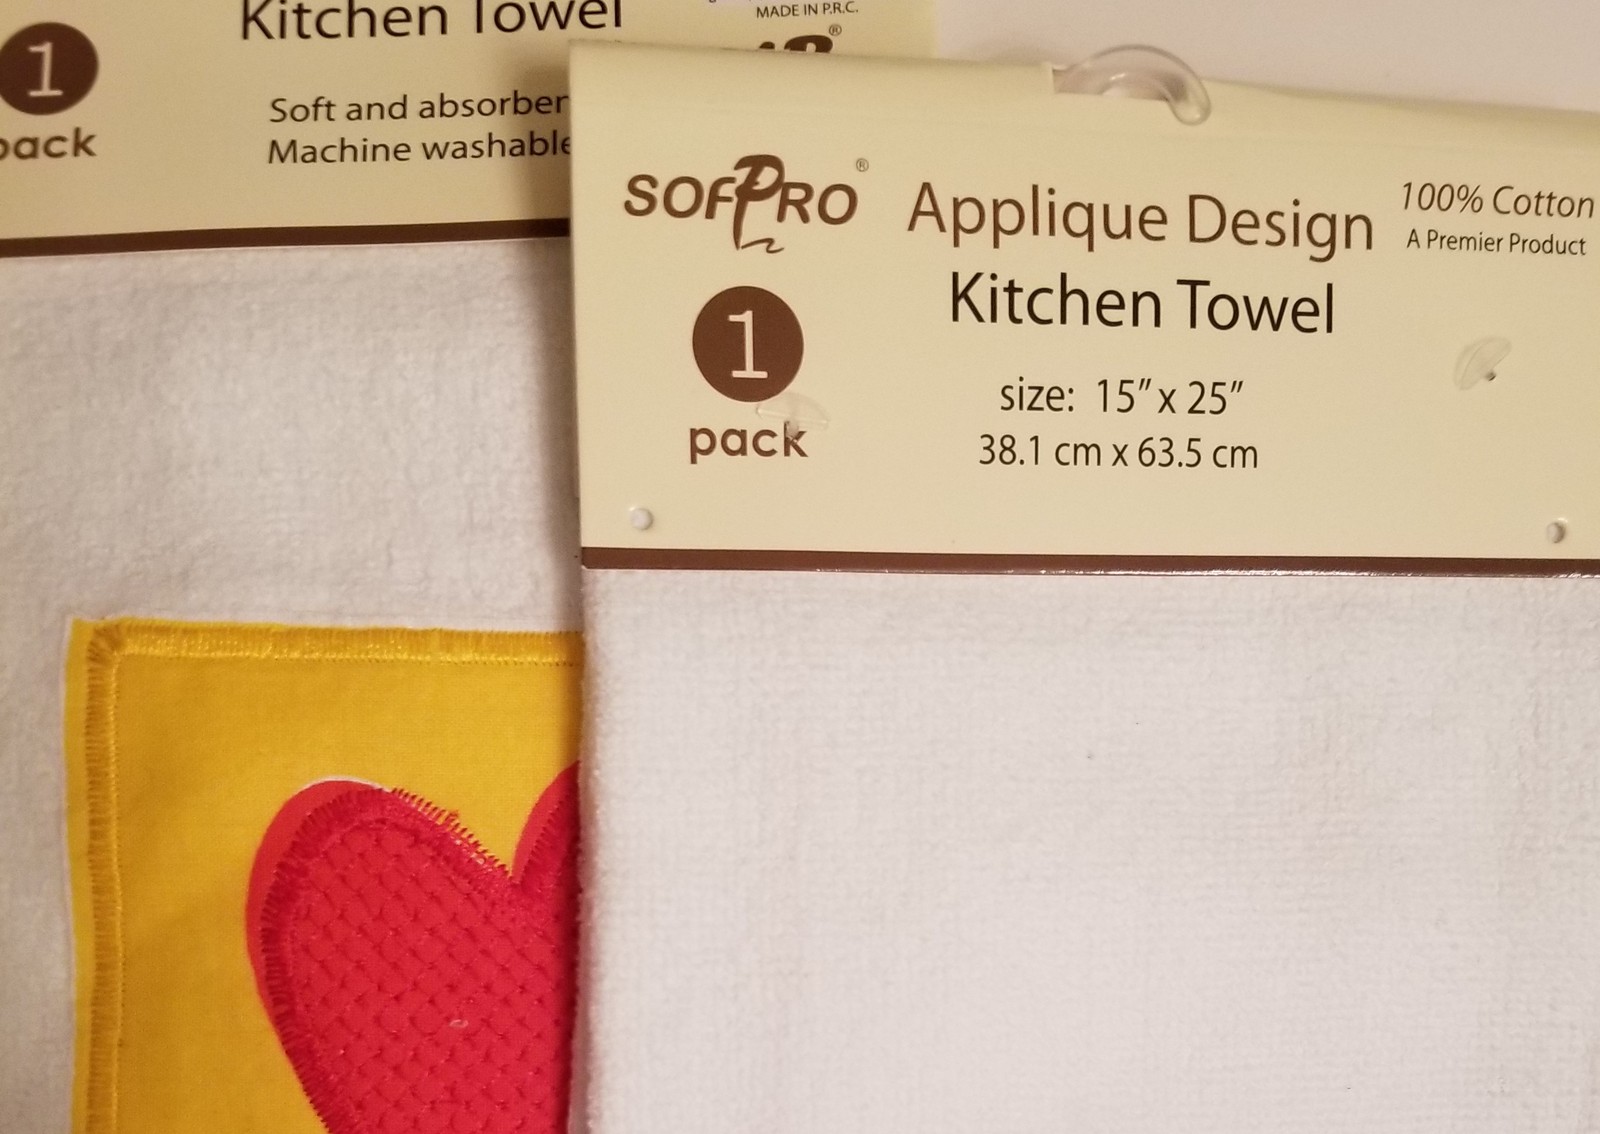 Kitchen Towel
MADE IN P.R.C.
1
pack
Soft and
Machine washable
SOFPRO®
Applique Design
Kitchen Towel
100% Cotton
A Premier Product
1
pack
size: 15" x 25"
38.1 cm x 63.5 cm